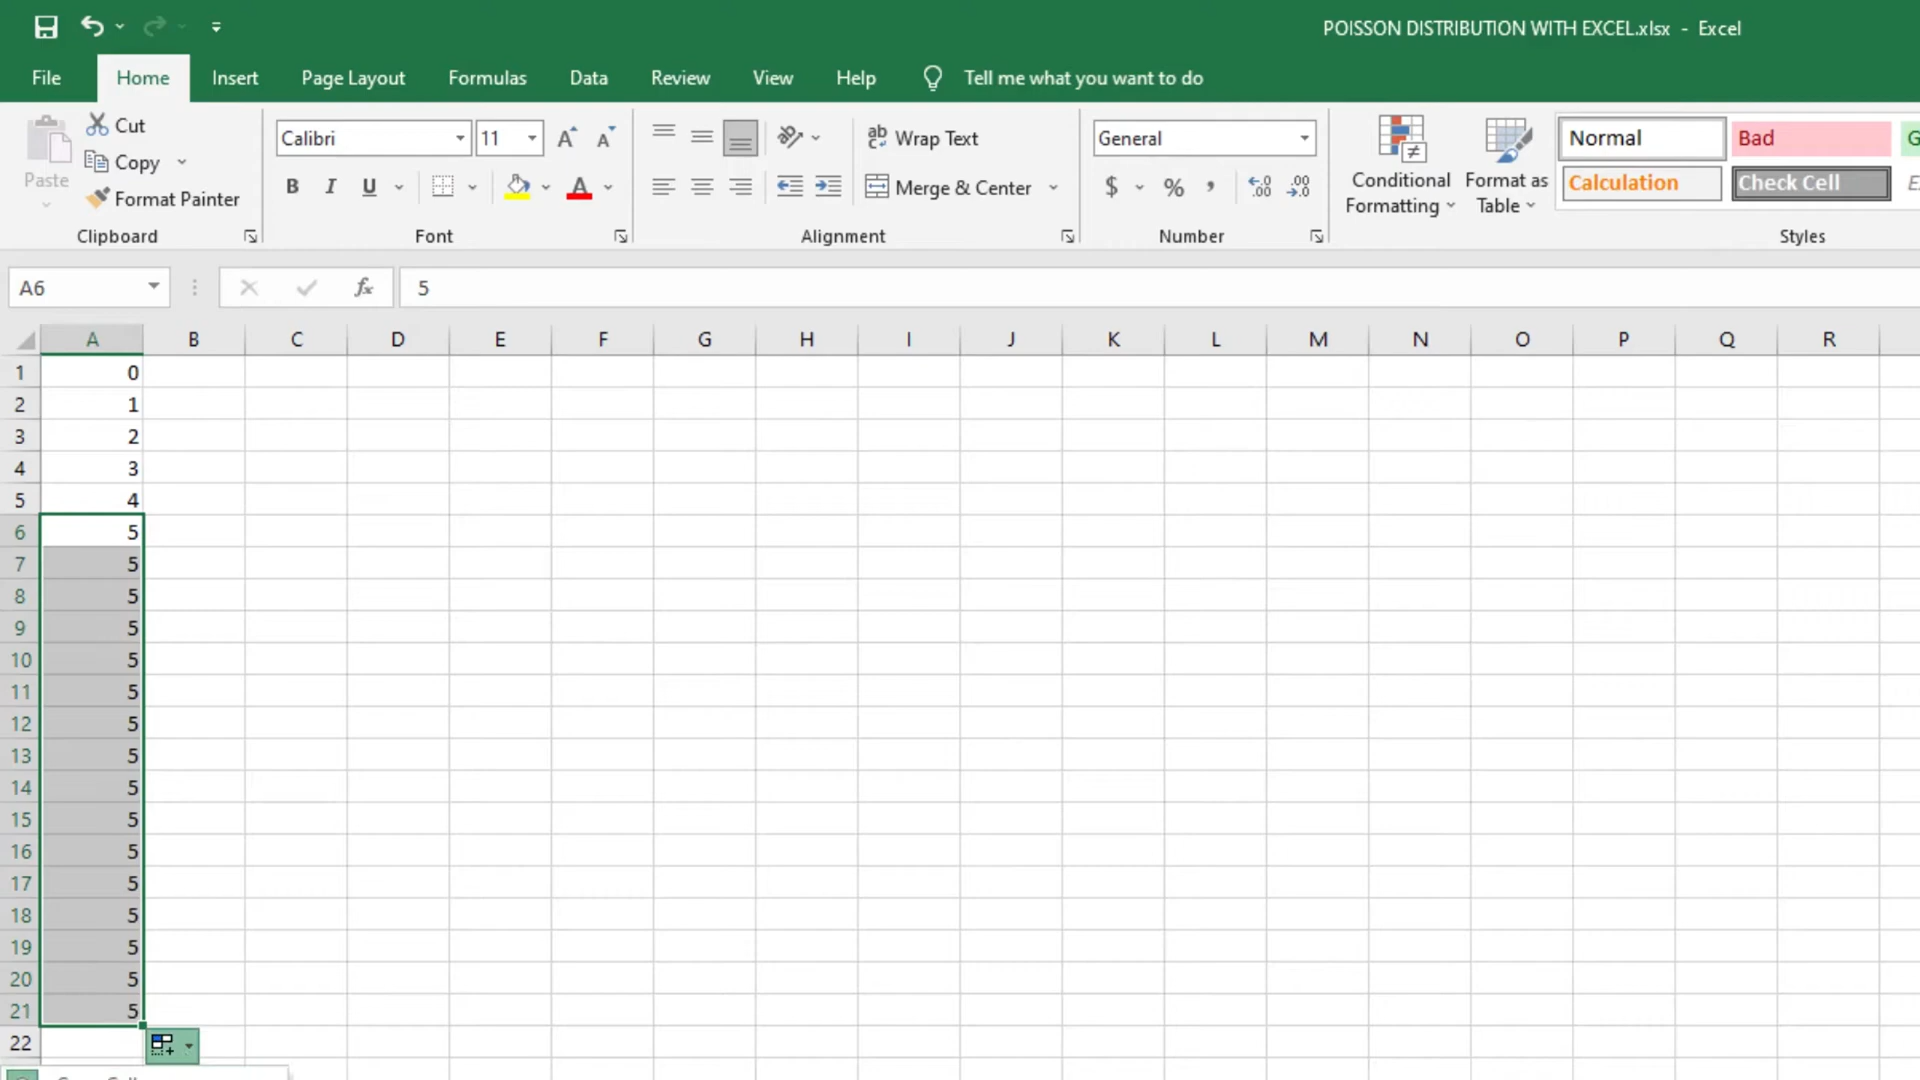 POISSON DISTRIBUTION WITH EXCEL.xlsx - Excel
File Home Insert Page Layout Formulas Data Review View Help Tell me what you want to do
Paste
Cut
Copy
Format Painter
Clipboard
Calibri 11
B I U
Font
Wrap Text
Merge & Center
Alignment
General
$ % ,
Number
Conditional Formatting
Format as Table
Normal Bad
Calculation Check Cell
Styles
A6 fx 5
A B C D E F G H I J K L M N O P Q R
1 0
2 1
3 2
4 3
5 4
6 5
7 5
8 5
9 5
10 5
11 5
12 5
13 5
14 5
15 5
16 5
17 5
18 5
19 5
20 5
21 5
22